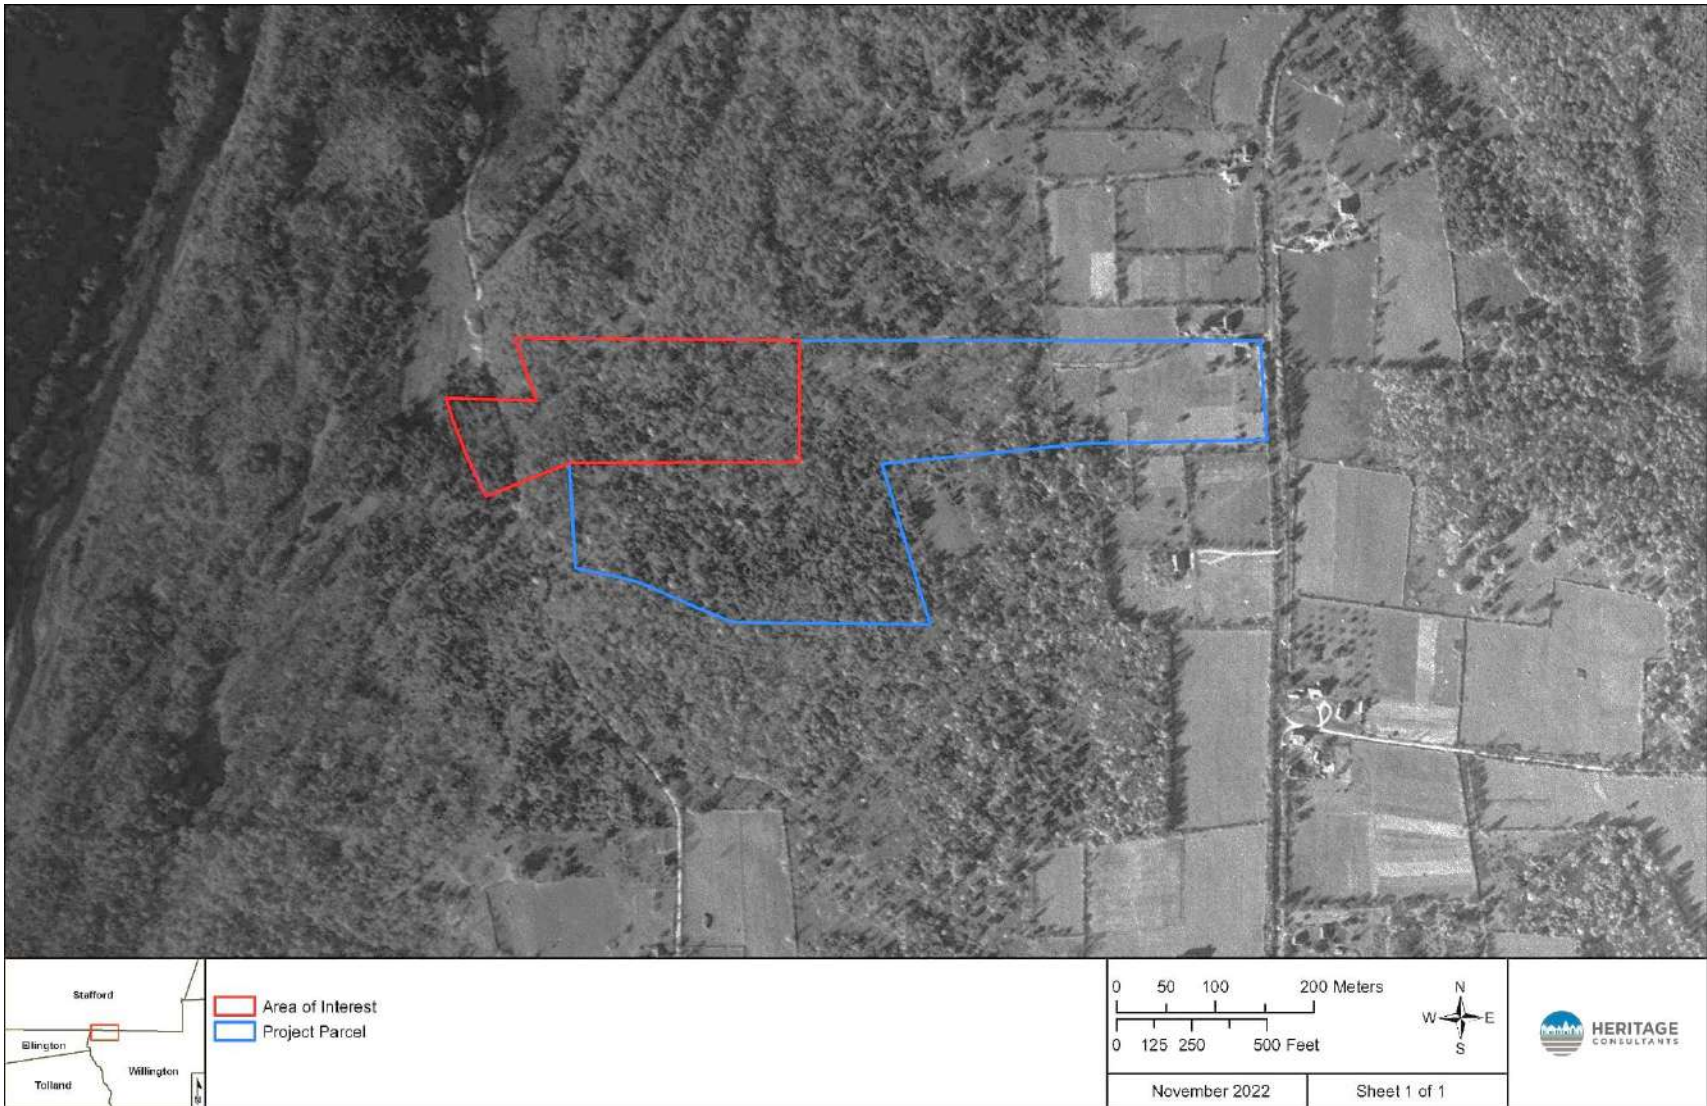 Stafford
Ellington
Tolland
Willington
N
Area of Interest
Project Parcel
0 50 100 200 Meters
0 125 250 500 Feet
N
W E
S
November 2022
Sheet 1 of 1
HERITAGE
CONSULTANTS